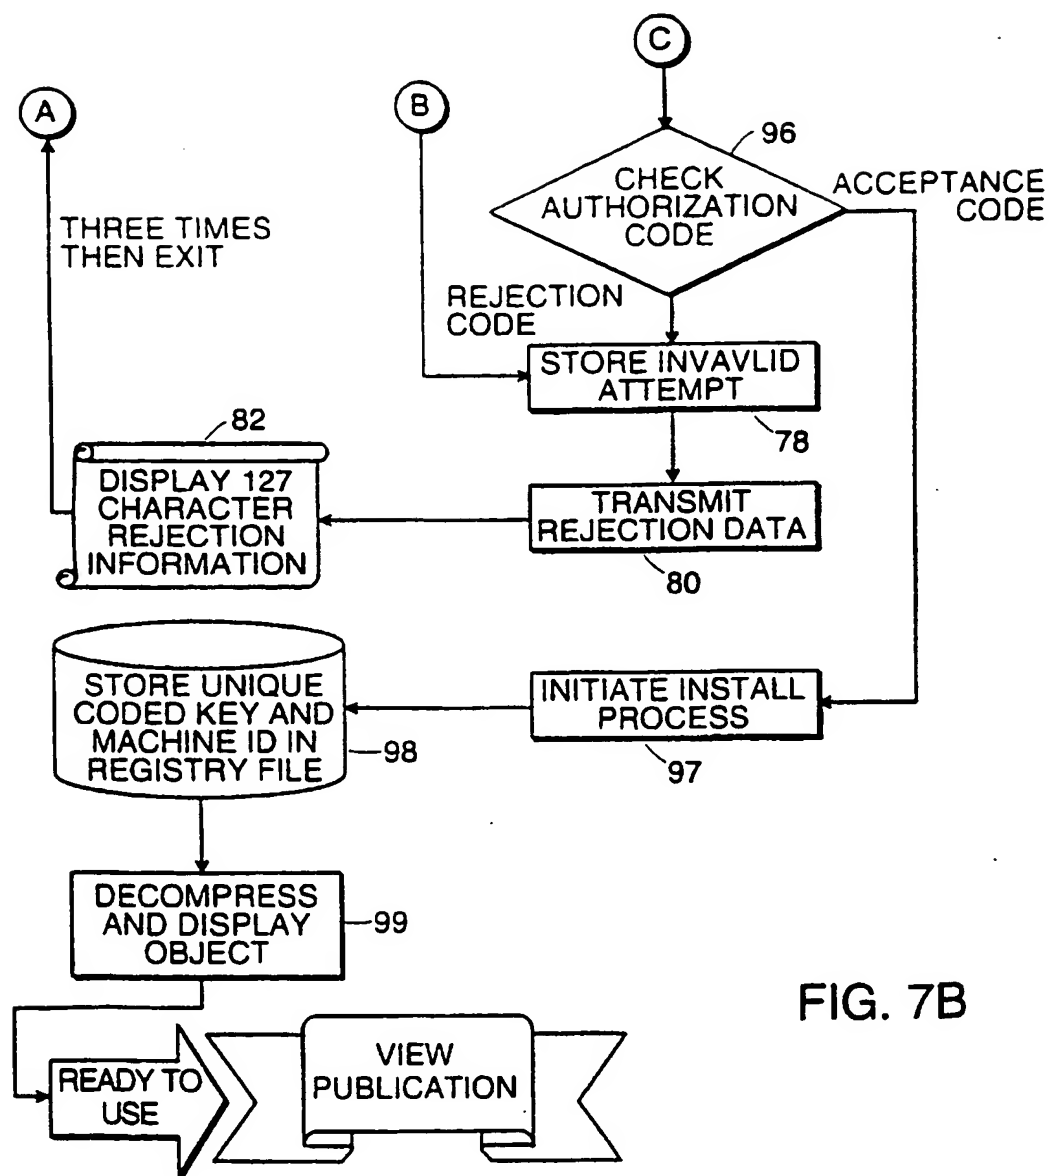 C
A
B
96
CHECK
AUTHORIZATION
CODE
ACCEPTANCE
CODE
THREE TIMES
THEN EXIT
REJECTION
CODE
STORE INVAVLID
ATTEMPT
78
82
DISPLAY 127
CHARACTER
REJECTION
INFORMATION
TRANSMIT
REJECTION DATA
80
STORE UNIQUE
CODED KEY AND
MACHINE ID IN
REGISTRY FILE
98
INITIATE INSTALL
PROCESS
97
DECOMPRESS
AND DISPLAY
OBJECT
99
FIG. 7B
READY TO
USE
VIEW
PUBLICATION